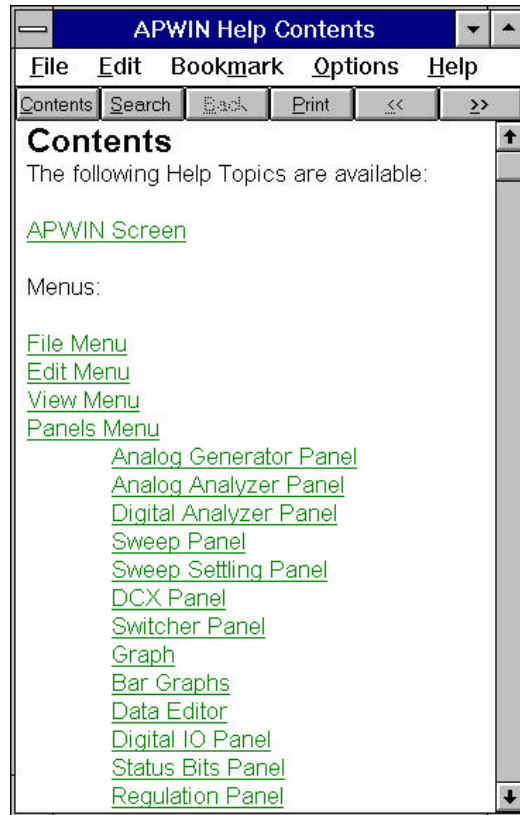 APWIN Help Contents
File Edit Bookmark Options Help
Contents Search Back Print << >>
Contents
The following Help Topics are available:
APWIN Screen
Menus:
File Menu
Edit Menu
View Menu
Panels Menu
Analog Generator Panel
Analog Analyzer Panel
Digital Analyzer Panel
Sweep Panel
Sweep Settling Panel
DCX Panel
Switcher Panel
Graph
Bar Graphs
Data Editor
Digital IO Panel
Status Bits Panel
Regulation Panel